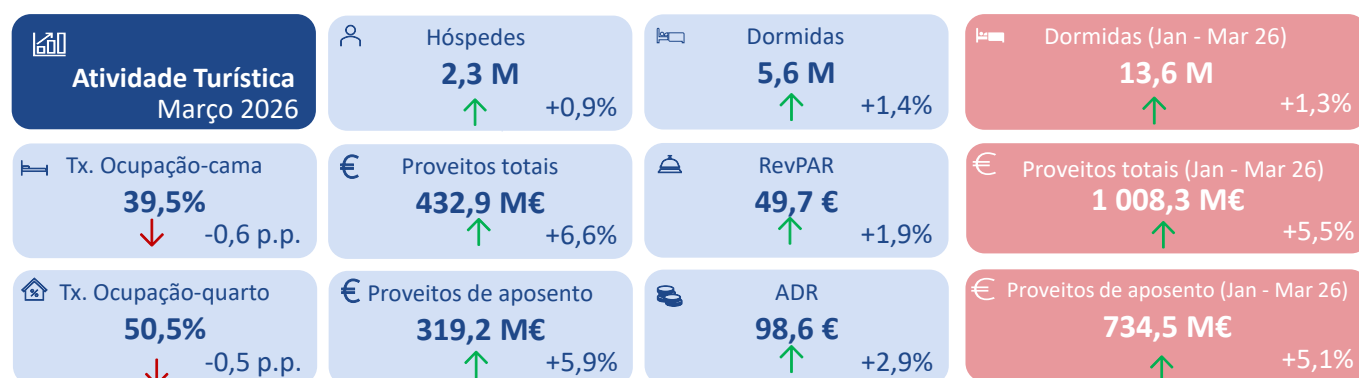 Atividade Turística
Março 2026
Hóspedes
2,3 M
+0,9%
Dormidas
5,6 M
+1,4%
Dormidas (Jan - Mar 26)
13,6 M
+1,3%
Tx. Ocupação-cama
39,5%
-0,6 p.p.
€ Proveitos totais
432,9 M€
+6,6%
RevPAR
49,7 €
+1,9%
€ Proveitos totais (Jan - Mar 26)
1 008,3 M€
+5,5%
Tx. Ocupação-quarto
50,5%
-0,5 p.p.
€ Proveitos de aposento
319,2 M€
+5,9%
ADR
98,6 €
+2,9%
€ Proveitos de aposento (Jan - Mar 26)
734,5 M€
+5,1%